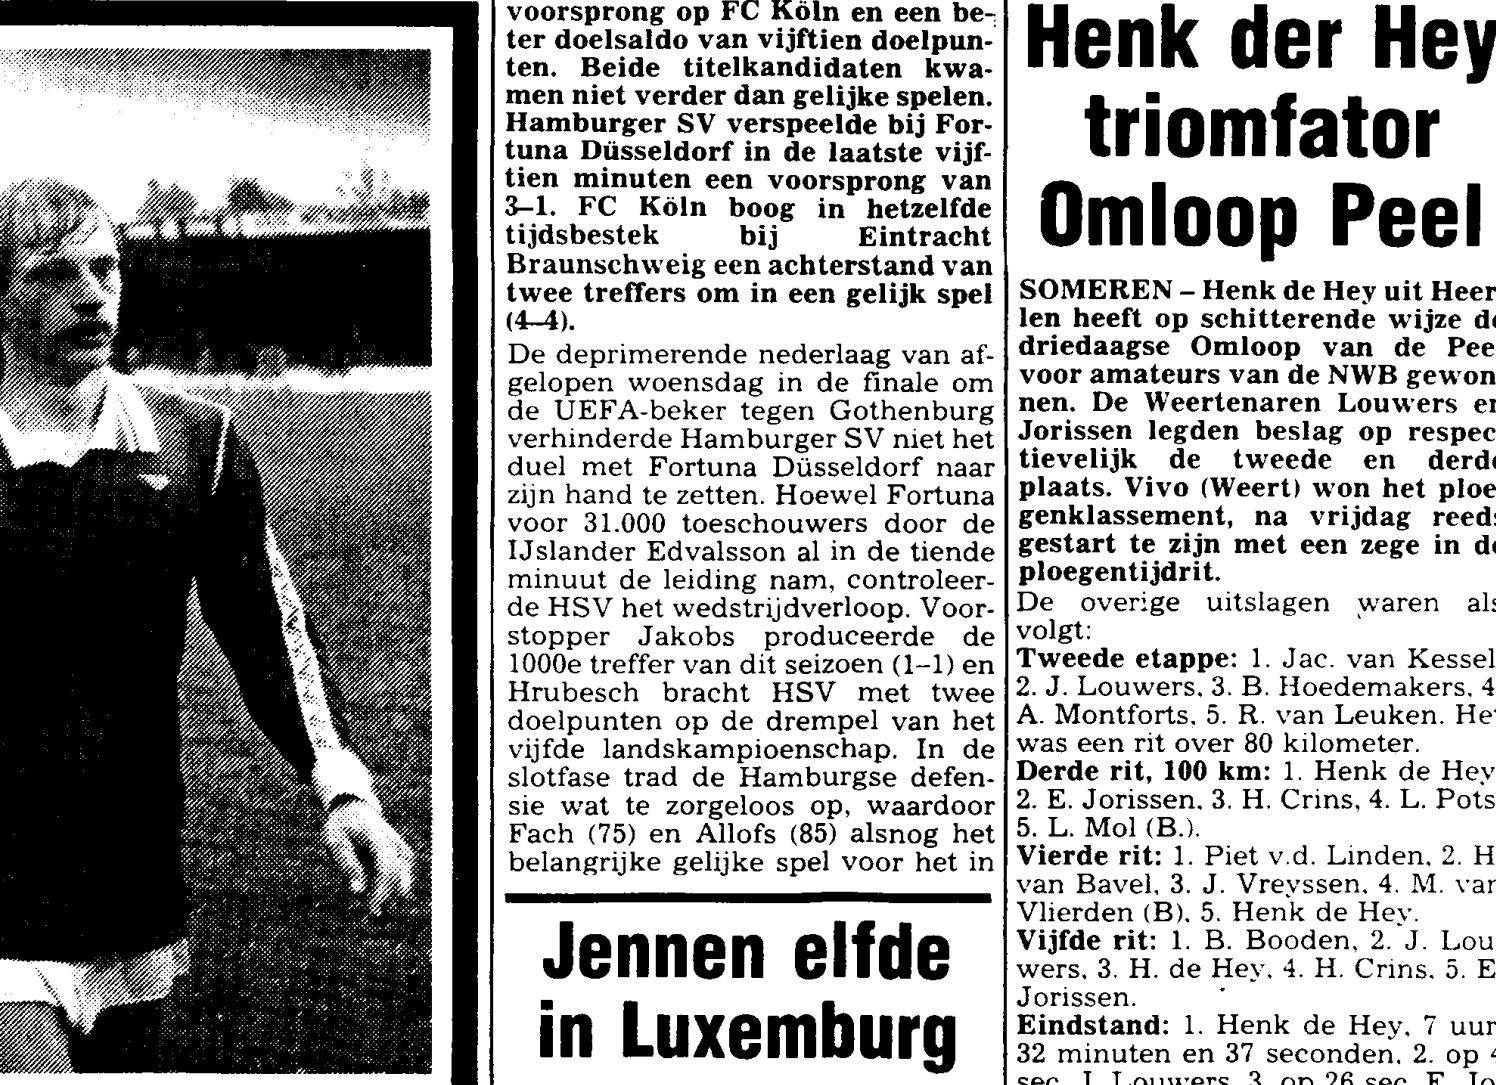 voorsprong op FC Köln en een be-
ter doelsaldo van vijftien doelpun-
ten. Beide titelkandidaten kwa-
men niet verder dan gelijke spelen.
Hamburger SV verspeelde bij For-
tuna Düsseldorf in de laatste vijf-
tien minuten een voorsprong van
3–1. FC Köln boog in hetzelfde
tijdsbestek bij Eintracht
Braunschweig een achterstand van
twee treffers om in een gelijk spel
(4–4).
De deprimerende nederlaag van af-
gelopen woensdag in de finale om
de UEFA-beker tegen Gothenburg
verhinderde Hamburger SV niet het
duel met Fortuna Düsseldorf naar
zijn hand te zetten. Hoewel Fortuna
voor 31.000 toeschouwers door de
IJslander Edvalsson al in de tiende
minuut de leiding nam, controleer-
de HSV het wedstrijdverloop. Voor-
stopper Jakobs produceerde de
1000e treffer van dit seizoen (1–1) en
Hrubesch bracht HSV met twee
doelpunten op de drempel van het
vijfde landskampioenschap. In de
slotfase trad de Hamburgse defen-
sie wat te zorgeloos op, waardoor
Fach (75) en Allofs (85) alsnog het
belangrijke gelijke spel voor het in
Jennen elfde
in Luxemburg
Henk der Hey
triomfator
Omloop Peel
SOMEREN – Henk de Hey uit Heer-
len heeft op schitterende wijze de
driedaagse Omloop van de Peel
voor amateurs van de NWB gewon-
nen. De Weertenaren Louwers en
Jorissen legden beslag op respec-
tievelijk de tweede en derde
plaats. Vivo (Weert) won het ploe-
genklassement, na vrijdag reeds
gestart te zijn met een zege in de
ploegentijdrit.
De overige uitslagen waren als
volgt:
Tweede etappe: 1. Jac. van Kessel,
2. J. Louwers, 3. B. Hoedemakers, 4.
A. Montforts, 5. R. van Leuken. Het
was een rit over 80 kilometer.
Derde rit, 100 km: 1. Henk de Hey,
2. E. Jorissen, 3. H. Crins, 4. L. Pots,
5. L. Mol (B.).
Vierde rit: 1. Piet v.d. Linden, 2. H.
van Bavel, 3. J. Vreyssen, 4. M. van
Vlierden (B), 5. Henk de Hey.
Vijfde rit: 1. B. Booden, 2. J. Lou-
wers, 3. H. de Hey, 4. H. Crins, 5. E.
Jorissen.
Eindstand: 1. Henk de Hey, 7 uur,
32 minuten en 37 seconden, 2. op 4
sec. J. Louwers, 3. op 26 sec. E. Jo-